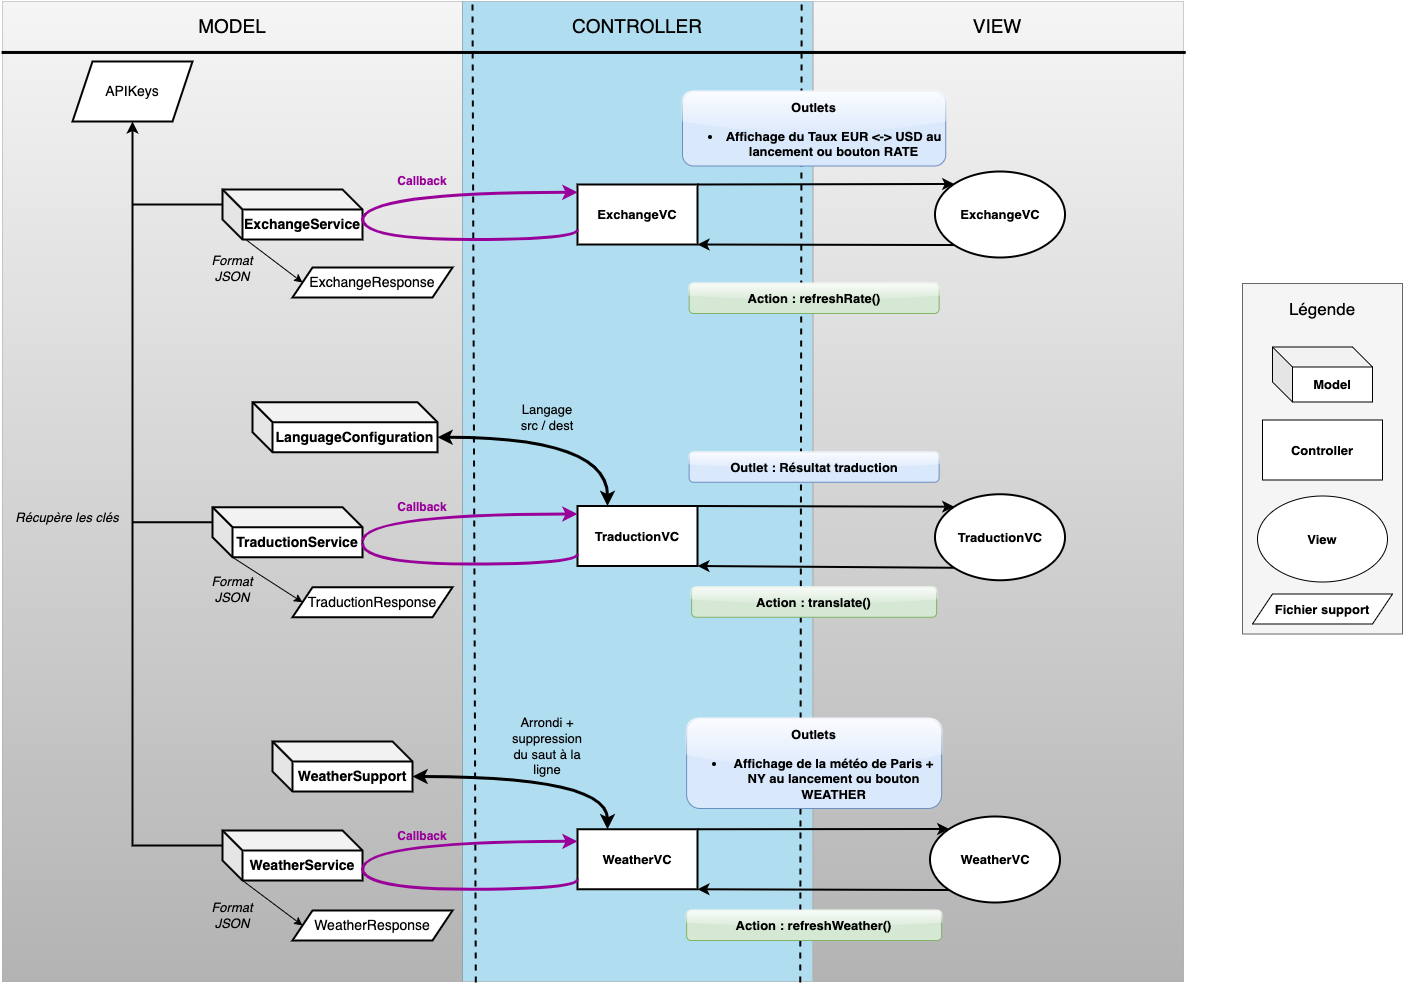 MODEL
CONTROLLER
VIEW
APIKeys
Outlets
• Affichage du Taux EUR <-> USD au
lancement ou bouton RATE
Callback
ExchangeService
ExchangeVC
ExchangeVC
Format
JSON
ExchangeResponse
Action : refreshRate()
Langage
src / dest
LanguageConfiguration
Outlet : Résultat traduction
Récupère les clés
Callback
TraductionService
TraductionVC
TraductionVC
Format
JSON
TraductionResponse
Action : translate()
Arrondi +
suppression
du saut à la
ligne
WeatherSupport
Outlets
• Affichage de la météo de Paris +
NY au lancement ou bouton
WEATHER
Callback
WeatherService
WeatherVC
WeatherVC
Format
JSON
WeatherResponse
Action : refreshWeather()
Légende
Model
Controller
View
Fichier support